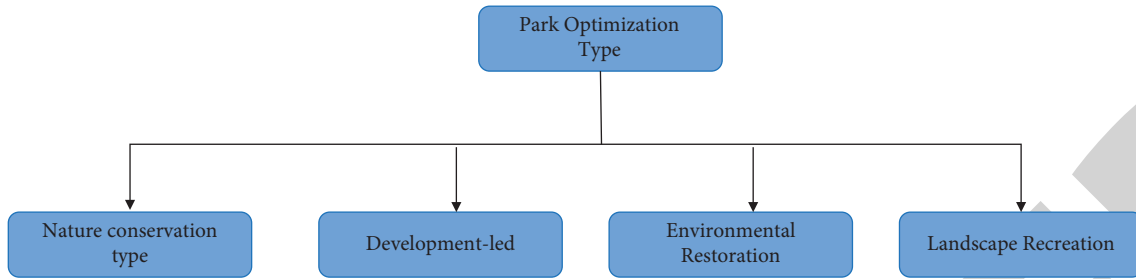 Park Optimization
Type
Nature conservation
type
Development-led
Environmental
Restoration
Landscape Recreation